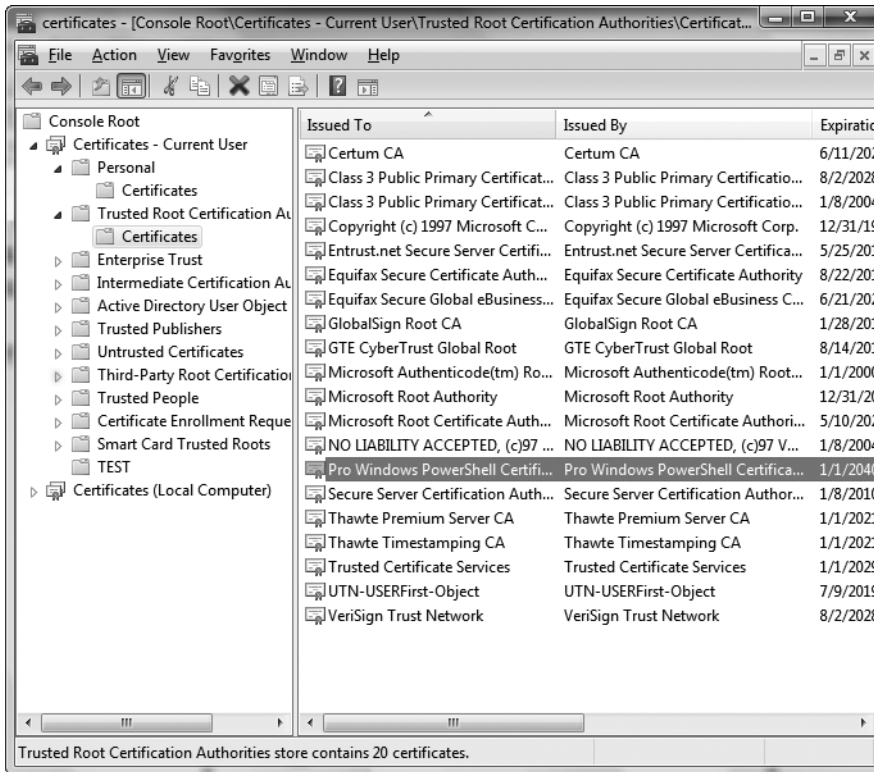 certificates - [Console Root\Certificates - Current User\Trusted Root Certification Authorities\Certificat...
File Action View Favorites Window Help
Console Root
Certificates - Current User
Personal
Certificates
Trusted Root Certification Au
Certificates
Enterprise Trust
Intermediate Certification Au
Active Directory User Object
Trusted Publishers
Untrusted Certificates
Third-Party Root Certification
Trusted People
Certificate Enrollment Reque
Smart Card Trusted Roots
TEST
Certificates (Local Computer)
Issued To Issued By Expiratic
Certum CA Certum CA 6/11/202
Class 3 Public Primary Certificat... Class 3 Public Primary Certificatio... 8/2/2028
Class 3 Public Primary Certificat... Class 3 Public Primary Certificatio... 1/8/2004
Copyright (c) 1997 Microsoft C... Copyright (c) 1997 Microsoft Corp. 12/31/19
Entrust.net Secure Server Certifi... Entrust.net Secure Server Certifica... 5/25/201
Equifax Secure Certificate Auth... Equifax Secure Certificate Authority 8/22/201
Equifax Secure Global eBusiness... Equifax Secure Global eBusiness C... 6/21/202
GlobalSign Root CA GlobalSign Root CA 1/28/201
GTE CyberTrust Global Root GTE CyberTrust Global Root 8/14/201
Microsoft Authenticode(tm) Ro... Microsoft Authenticode(tm) Root... 1/1/2000
Microsoft Root Authority Microsoft Root Authority 12/31/20
Microsoft Root Certificate Auth... Microsoft Root Certificate Authori... 5/10/202
NO LIABILITY ACCEPTED, (c)97 ... NO LIABILITY ACCEPTED, (c)97 V... 1/8/2004
Pro Windows PowerShell Certifi... Pro Windows PowerShell Certifica... 1/1/2040
Secure Server Certification Auth... Secure Server Certification Author... 1/8/2010
Thawte Premium Server CA Thawte Premium Server CA 1/1/2021
Thawte Timestamping CA Thawte Timestamping CA 1/1/2021
Trusted Certificate Services Trusted Certificate Services 1/1/2029
UTN-USERFirst-Object UTN-USERFirst-Object 7/9/2019
VeriSign Trust Network VeriSign Trust Network 8/2/2028
Trusted Root Certification Authorities store contains 20 certificates.